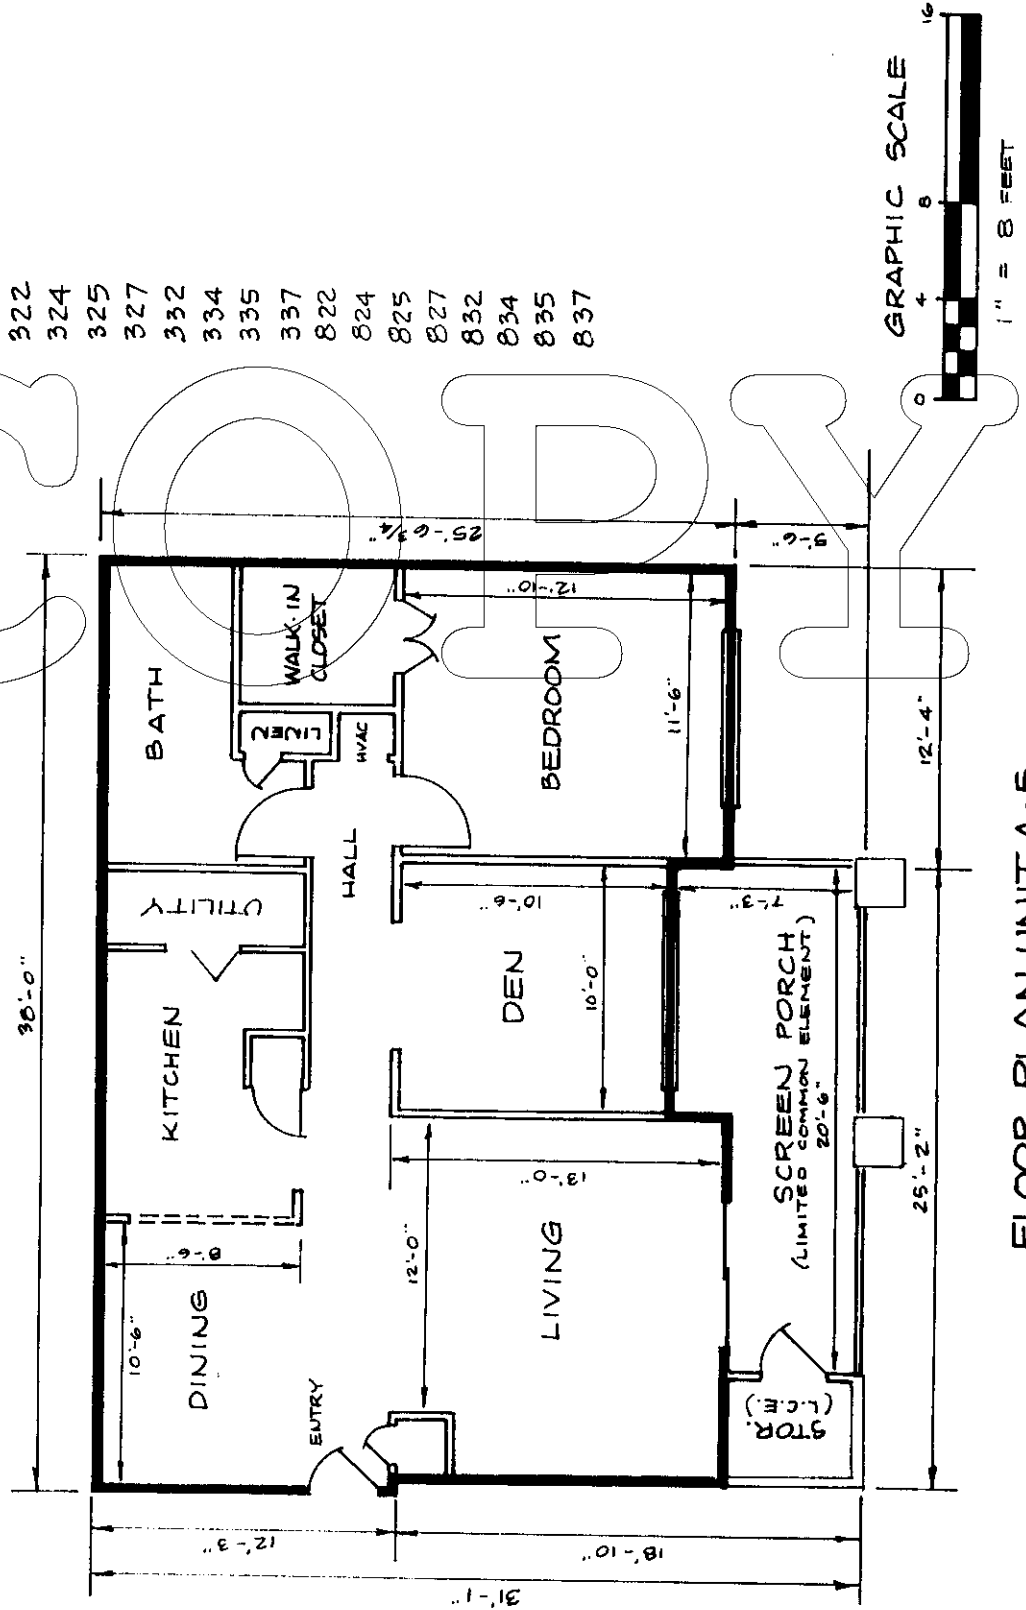 322
324
325
327
332
334
335
337
822
824
825
827
832
834
835
837
COPY
38'-0"
25'-6 3/4"
5'-6"
BATH
WALK-IN
CLOSET
LINEN
HVAC
12'-10"
BEDROOM
11'-6"
12'-4"
UTILITY
HALL
KITCHEN
10'-6"
DEN
10'-0"
7'-3"
SCREEN PORCH
(LIMITED COMMON ELEMENT)
20'-6"
25'-2"
8'-6"
10'-6"
DINING
12'-0"
13'-0"
LIVING
ENTRY
STOR.
(L.C.E.)
12'-3"
18'-10"
31'-1"
GRAPHIC SCALE
0 4 8 16
1" = 8 FEET
FLOOR PLAN UNIT A-5